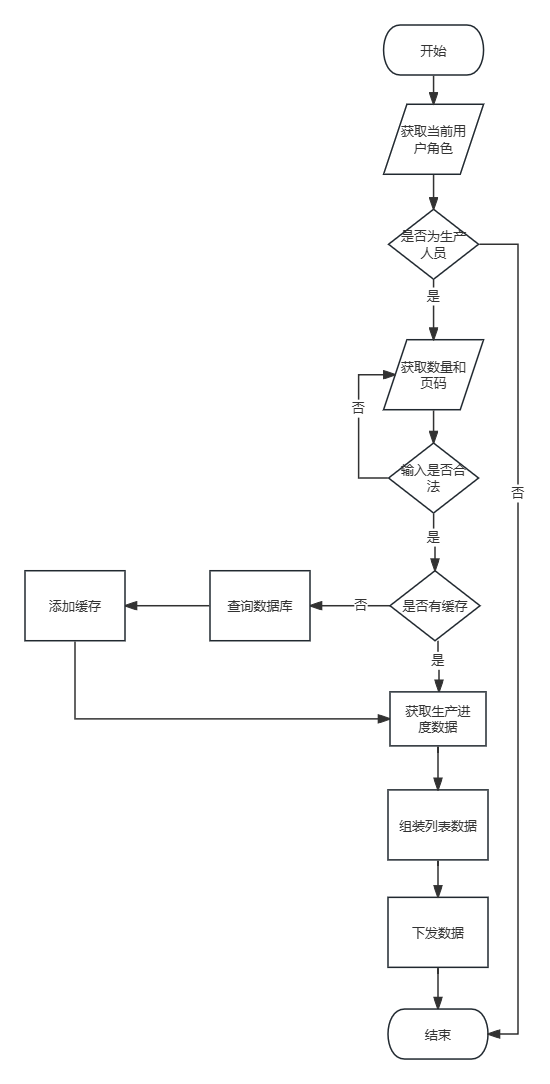 开始
获取当前用
户角色
是否为生产
人员
是
获取数量和
页码
否
输入是否合
法
否
是
添加缓存
查询数据库
否
是否有缓存
是
获取生产进
度数据
组装列表数据
下发数据
结束